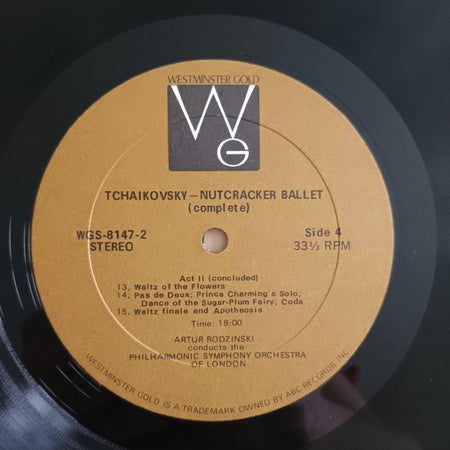 WESTMINSTER GOLD
WG
TCHAIKOVSKY — NUTCRACKER BALLET
(complete)
WGS-8147-2 Side 4
STEREO 33⅓ RPM
Act II (concluded)
13. Waltz of the Flowers
14. Pas de Deux; Prince Charming's Solo;
Dance of the Sugar-Plum Fairy; Coda
15. Waltz finale and Apotheosis
Time: 19:00
ARTUR RODZINSKI
conducts the
PHILHARMONIC SYMPHONY ORCHESTRA
OF LONDON
WESTMINSTER GOLD IS A TRADEMARK OWNED BY ABC RECORDS INC.